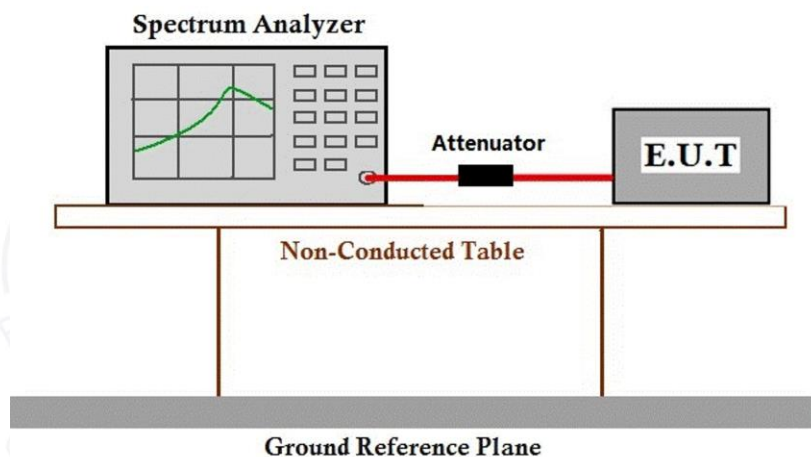 Spectrum Analyzer
Attenuator
E.U.T
Non-Conducted Table
Ground Reference Plane